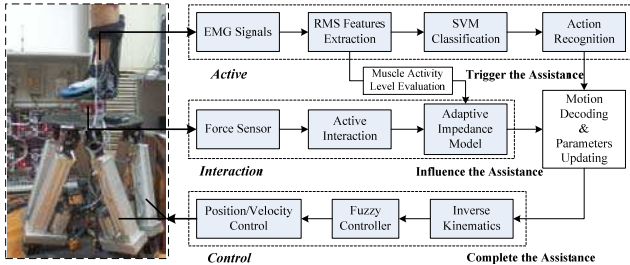 EMG Signals
RMS Features
Extraction
SVM
Classification
Action
Recognition
Active
Trigger the Assistance
Muscle Activity
Level Evaluation
Force Sensor
Active
Interaction
Adaptive
Impedance
Model
Motion
Decoding
&
Parameters
Updating
Interaction
Influence the Assistance
Position/Velocity
Control
Fuzzy
Controller
Inverse
Kinematics
Control
Complete the Assistance